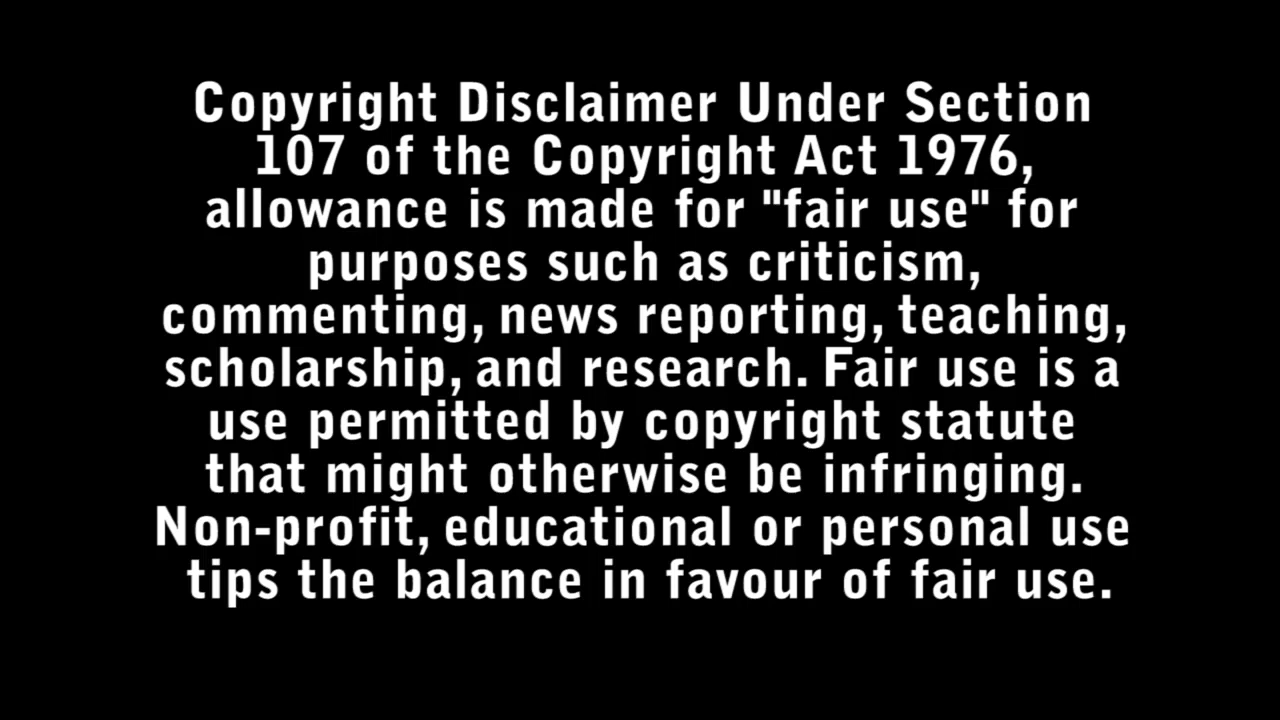 Copyright Disclaimer Under Section
107 of the Copyright Act 1976,
allowance is made for "fair use" for
purposes such as criticism,
commenting, news reporting, teaching,
scholarship, and research. Fair use is a
use permitted by copyright statute
that might otherwise be infringing.
Non-profit, educational or personal use
tips the balance in favour of fair use.